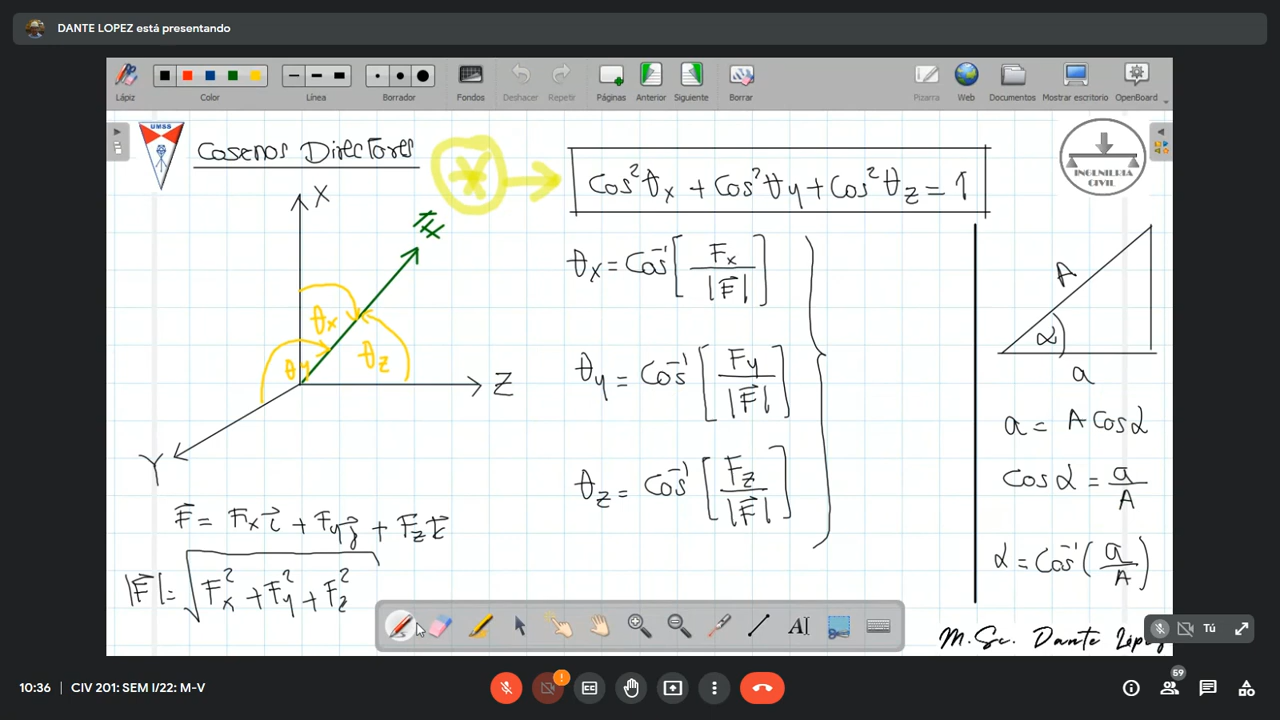 DANTE LOPEZ está presentando
Lápiz Color Línea Borrador Fondos Deshacer Repetir Páginas Anterior Siguiente Borrar Pizarra Web Documentos Mostrar escritorio OpenBoard
UMSS
Cosenos Directores
INGENIERIA CIVIL
Cos²θx + Cos²θy + Cos²θz = 1
X
F⃗
θx
θy
θz
Z
Y
F⃗ = Fx i⃗ + Fy j⃗ + Fz k⃗
|F⃗| = √(Fx² + Fy² + Fz²)
θx = Cos⁻¹[Fx / |F⃗|]
θy = Cos⁻¹[Fy / |F⃗|]
θz = Cos⁻¹[Fz / |F⃗|]
A
α
a
a = A Cos α
Cos α = a / A
α = Cos⁻¹(a / A)
M.Sc. Dante López
Tú
10:36 | CIV 201: SEM I/22: M-V
59